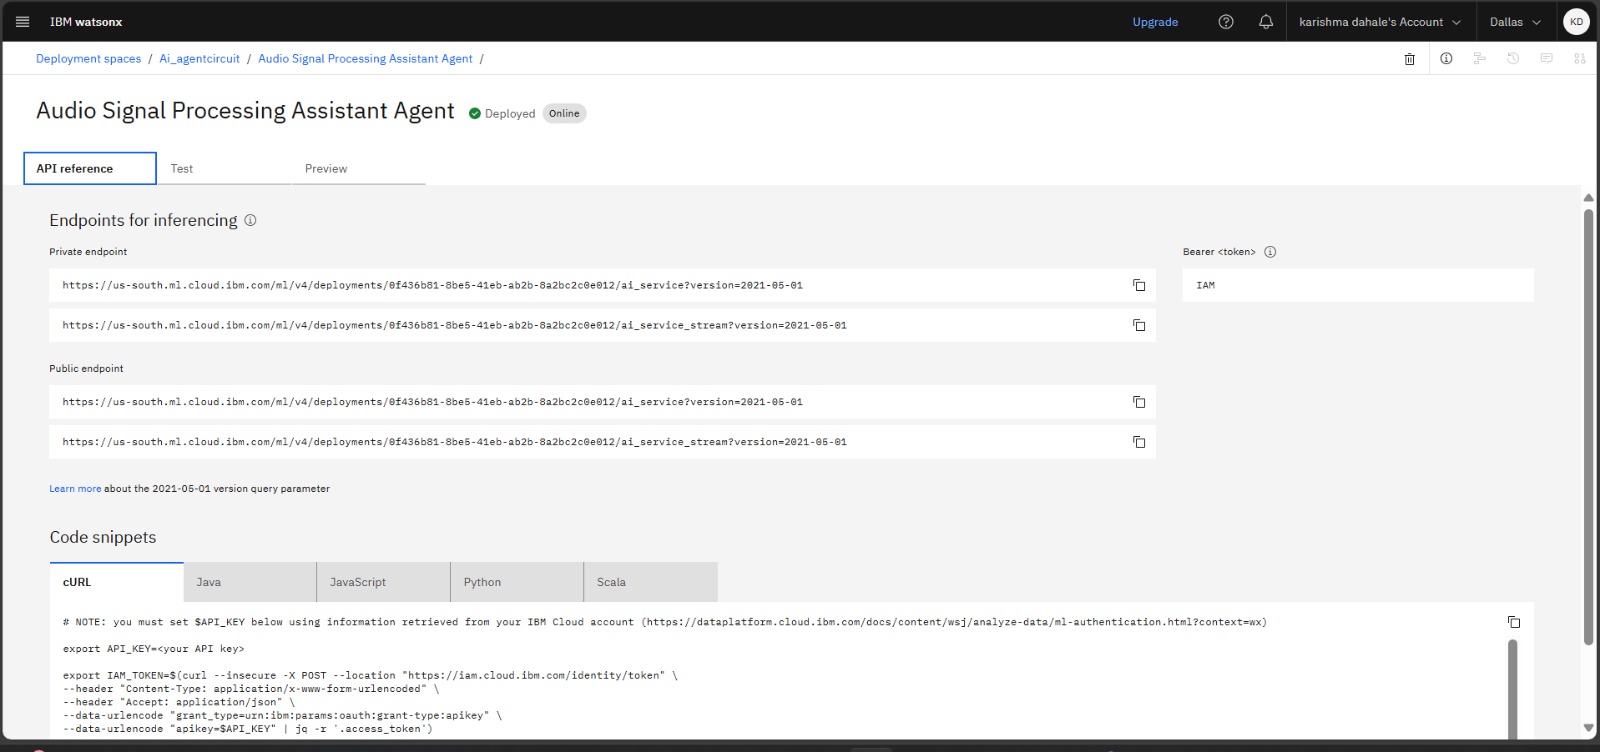 IBM watsonx
Upgrade
karishma dahale's Account
Dallas
KD
Deployment spaces / Ai_agentcircuit / Audio Signal Processing Assistant Agent /
Audio Signal Processing Assistant Agent
Deployed
Online
API reference
Test
Preview
Endpoints for inferencing
Private endpoint
Bearer <token>
https://us-south.ml.cloud.ibm.com/ml/v4/deployments/0f436b81-8be5-41eb-ab2b-8a2bc2c0e012/ai_service?version=2021-05-01
IAM
https://us-south.ml.cloud.ibm.com/ml/v4/deployments/0f436b81-8be5-41eb-ab2b-8a2bc2c0e012/ai_service_stream?version=2021-05-01
Public endpoint
https://us-south.ml.cloud.ibm.com/ml/v4/deployments/0f436b81-8be5-41eb-ab2b-8a2bc2c0e012/ai_service?version=2021-05-01
https://us-south.ml.cloud.ibm.com/ml/v4/deployments/0f436b81-8be5-41eb-ab2b-8a2bc2c0e012/ai_service_stream?version=2021-05-01
Learn more about the 2021-05-01 version query parameter
Code snippets
cURL
Java
JavaScript
Python
Scala
# NOTE: you must set $API_KEY below using information retrieved from your IBM Cloud account (https://dataplatform.cloud.ibm.com/docs/content/wsj/analyze-data/ml-authentication.html?context=wx)
export API_KEY=<your API key>
export IAM_TOKEN=$(curl --insecure -X POST --location "https://iam.cloud.ibm.com/identity/token" \
--header "Content-Type: application/x-www-form-urlencoded" \
--header "Accept: application/json" \
--data-urlencode "grant_type=urn:ibm:params:oauth:grant-type:apikey" \
--data-urlencode "apikey=$API_KEY" | jq -r '.access_token')